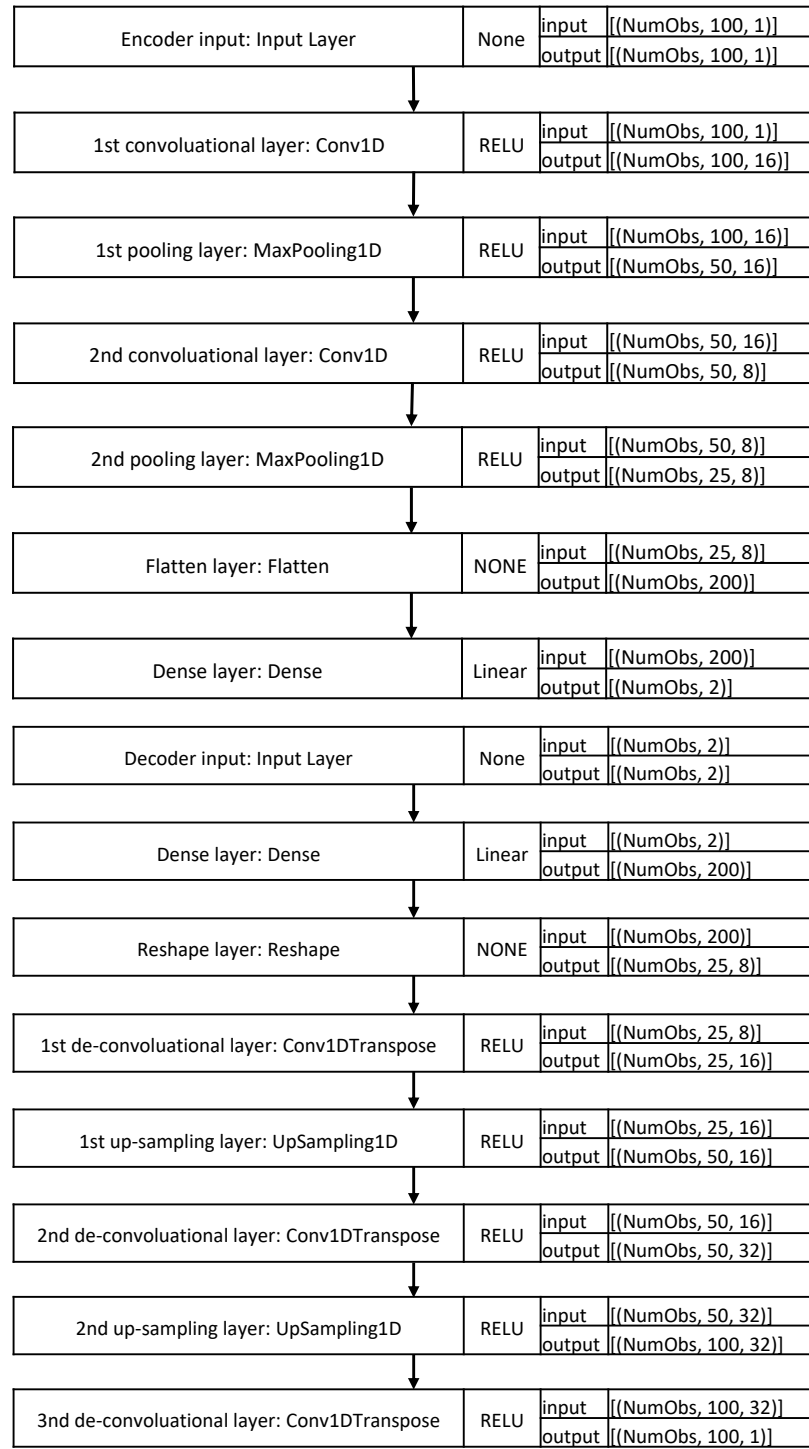 Encoder input: Input Layer None input [(NumObs, 100, 1)]
output [(NumObs, 100, 1)]
1st convoluational layer: Conv1D RELU input [(NumObs, 100, 1)]
output [(NumObs, 100, 16)]
1st pooling layer: MaxPooling1D RELU input [(NumObs, 100, 16)]
output [(NumObs, 50, 16)]
2nd convoluational layer: Conv1D RELU input [(NumObs, 50, 16)]
output [(NumObs, 50, 8)]
2nd pooling layer: MaxPooling1D RELU input [(NumObs, 50, 8)]
output [(NumObs, 25, 8)]
Flatten layer: Flatten NONE input [(NumObs, 25, 8)]
output [(NumObs, 200)]
Dense layer: Dense Linear input [(NumObs, 200)]
output [(NumObs, 2)]
Decoder input: Input Layer None input [(NumObs, 2)]
output [(NumObs, 2)]
Dense layer: Dense Linear input [(NumObs, 2)]
output [(NumObs, 200)]
Reshape layer: Reshape NONE input [(NumObs, 200)]
output [(NumObs, 25, 8)]
1st de-convoluational layer: Conv1DTranspose RELU input [(NumObs, 25, 8)]
output [(NumObs, 25, 16)]
1st up-sampling layer: UpSampling1D RELU input [(NumObs, 25, 16)]
output [(NumObs, 50, 16)]
2nd de-convoluational layer: Conv1DTranspose RELU input [(NumObs, 50, 16)]
output [(NumObs, 50, 32)]
2nd up-sampling layer: UpSampling1D RELU input [(NumObs, 50, 32)]
output [(NumObs, 100, 32)]
3nd de-convoluational layer: Conv1DTranspose RELU input [(NumObs, 100, 32)]
output [(NumObs, 100, 1)]